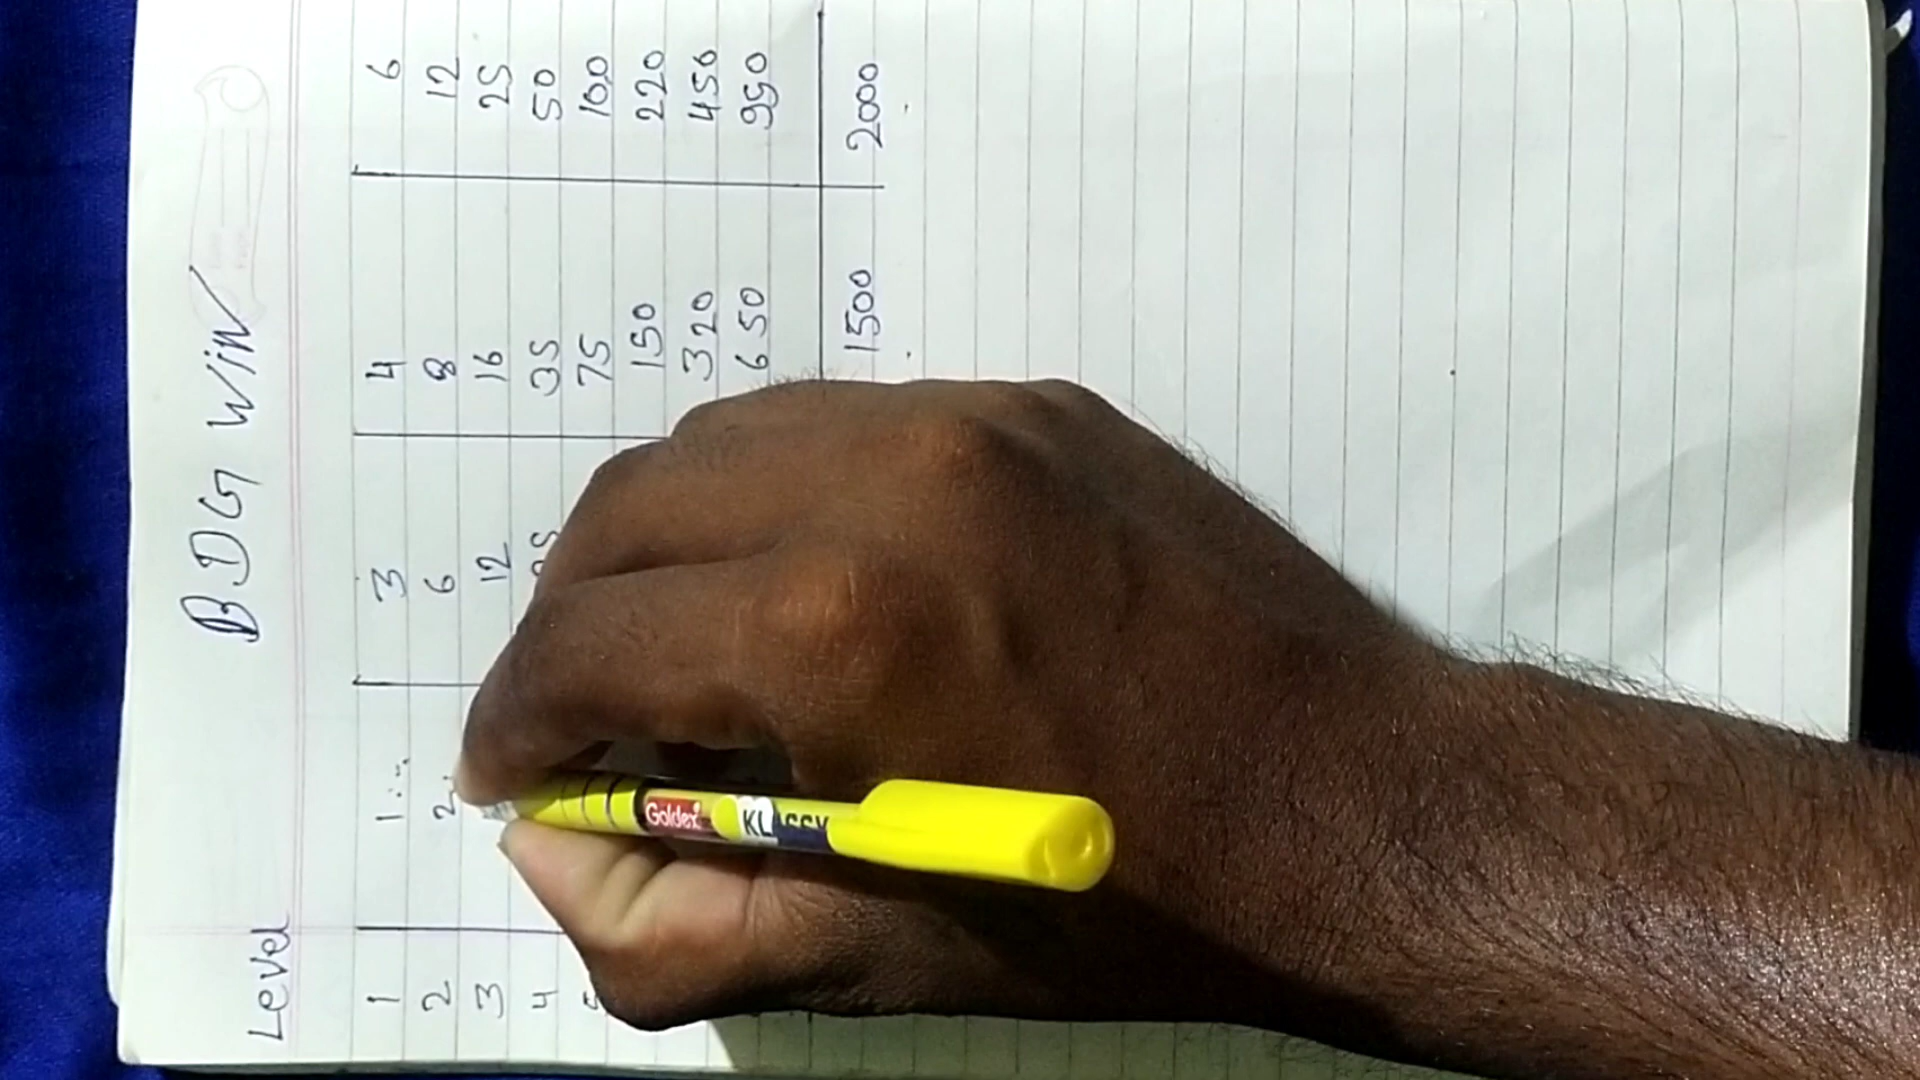 BDG WIN
Level
1 1 3 4 6
2 2 6 8 12
3 12 16 25
4 35 50
75 100
150 220
320 450
650 950
1500 2000
Goldex KLASSY